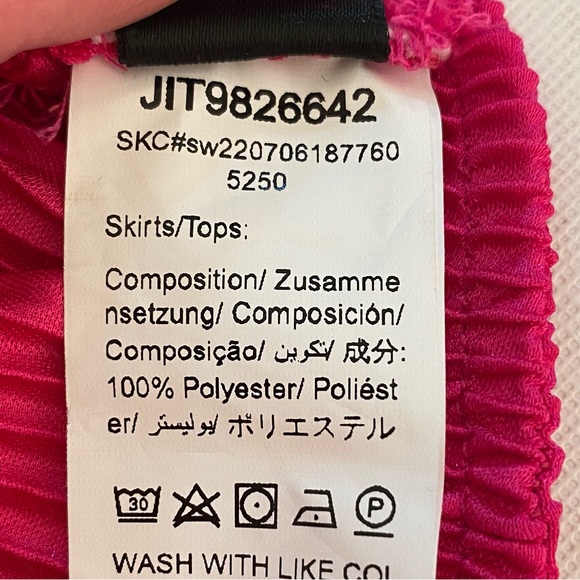 JIT9826642
SKC#sw220706187760
5250
Skirts/Tops:
Composition/ Zusamme
nsetzung/ Composición/
Composição/ تكوين/ 成分:
100% Polyester/ Poliést
er/ بوليستر/ ポリエステル
30 P
WASH WITH LIKE COL